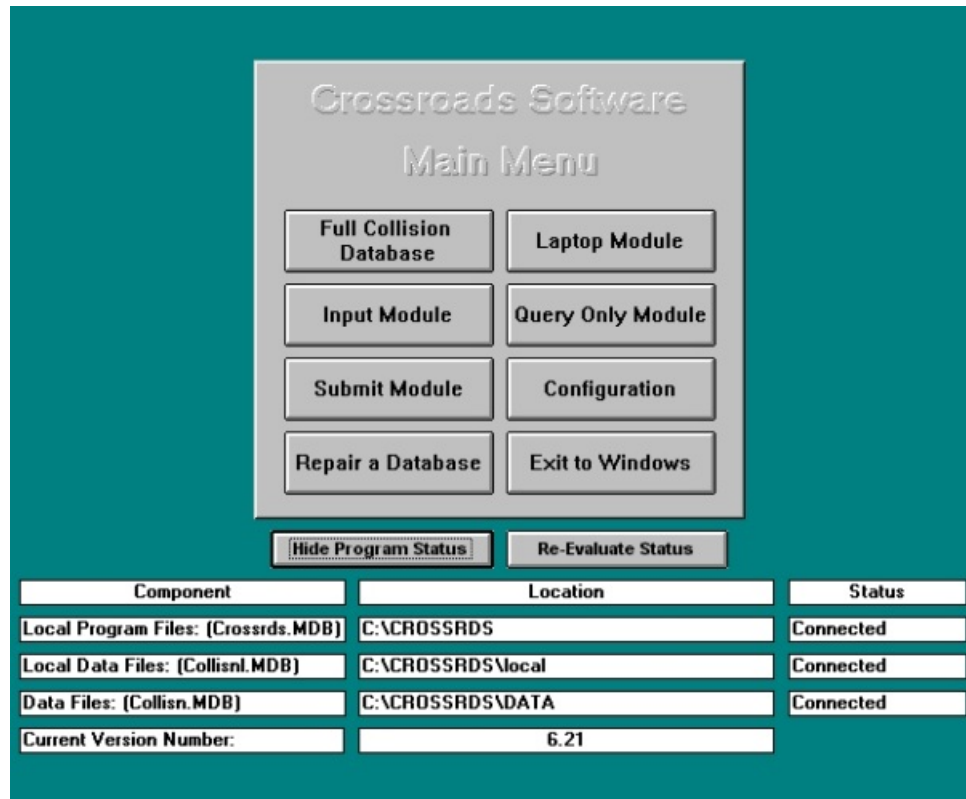 Crossroads Software
Main Menu
Full Collision
Database
Laptop Module
Input Module
Query Only Module
Submit Module
Configuration
Repair a Database
Exit to Windows
Hide Program Status
Re-Evaluate Status
Component Location Status
Local Program Files: (Crossrds.MDB) C:\CROSSRDS Connected
Local Data Files: (Collisnl.MDB) C:\CROSSRDS\local Connected
Data Files: (Collisn.MDB) C:\CROSSRDS\DATA Connected
Current Version Number: 6.21